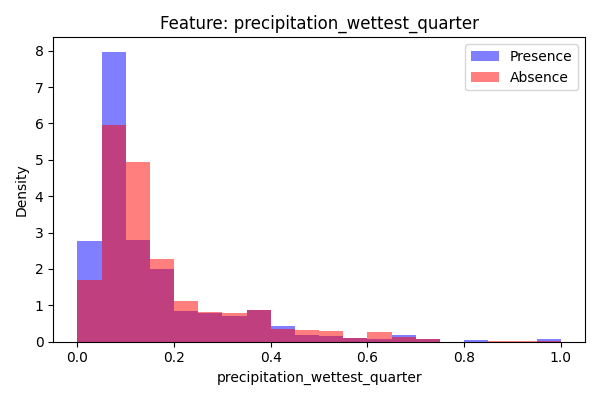 Feature: precipitation_wettest_quarter
Presence
Absence
Density
8
7
6
5
4
3
2
1
0
0.0 0.2 0.4 0.6 0.8 1.0
precipitation_wettest_quarter